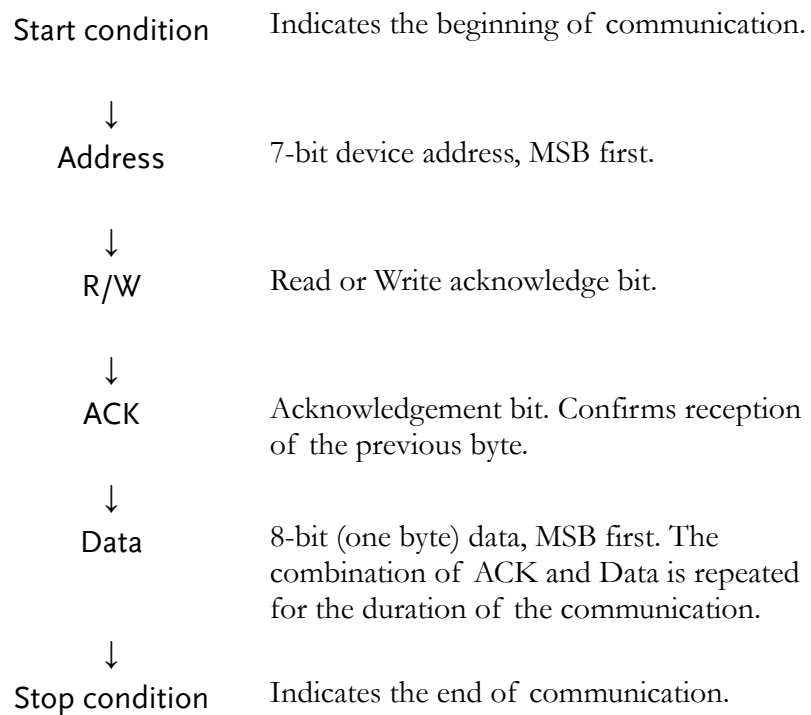 Start condition Indicates the beginning of communication.
↓
Address 7-bit device address, MSB first.
↓
R/W Read or Write acknowledge bit.
↓
ACK Acknowledgement bit. Confirms reception
of the previous byte.
↓
Data 8-bit (one byte) data, MSB first. The
combination of ACK and Data is repeated
for the duration of the communication.
↓
Stop condition Indicates the end of communication.